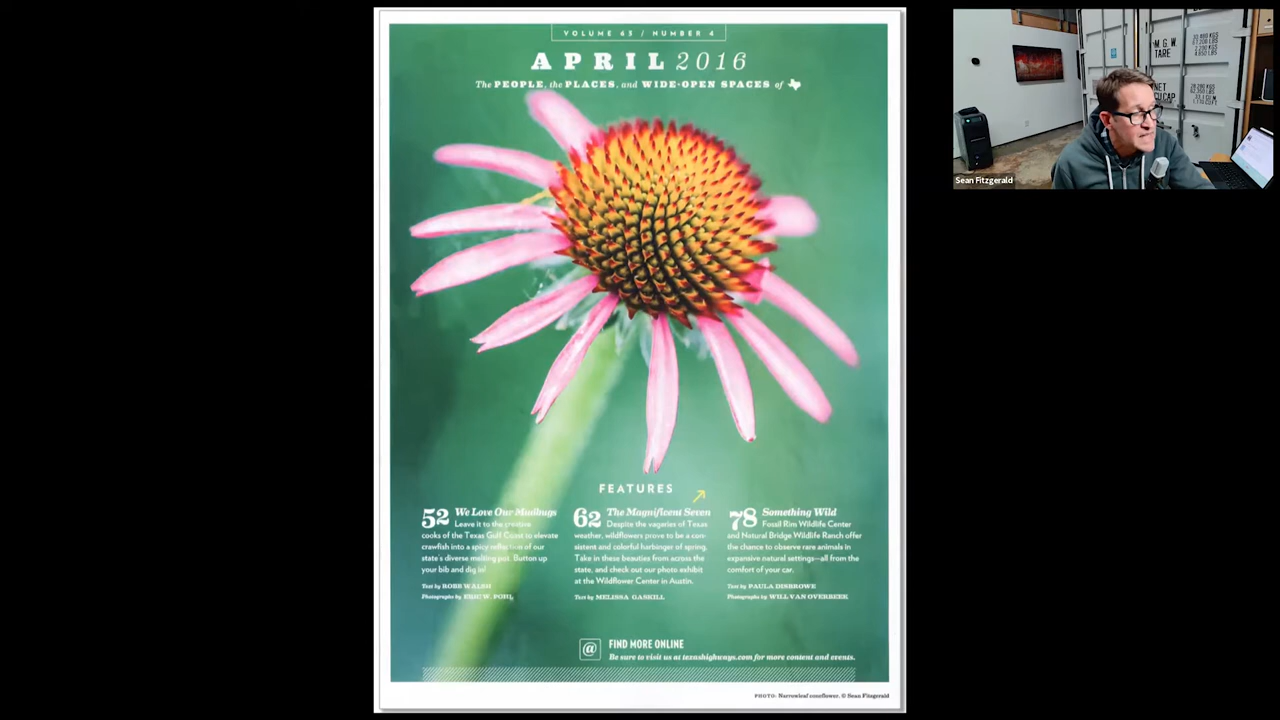 VOLUME 63 / NUMBER 4
APRIL 2016
The PEOPLE, the PLACES, and WIDE-OPEN SPACES of
FEATURES
52 We Love Our Mudbugs
Leave it to the creative
cooks of the Texas Gulf Coast to elevate
crawfish into a spicy reflection of our
state's diverse melting pot. Button up
your bib and dig in!
Text by ROBB WALSH
Photographs by ERIC W. POHL
62 The Magnificent Seven
Despite the vagaries of Texas
weather, wildflowers prove to be a con-
sistent and colorful harbinger of spring.
Take in these beauties from across the
state, and check out our photo exhibit
at the Wildflower Center in Austin.
Text by MELISSA GASKILL
78 Something Wild
Fossil Rim Wildlife Center
and Natural Bridge Wildlife Ranch offer
the chance to observe rare animals in
expansive natural settings—all from the
comfort of your car.
Text by PAULA DISBROWE
Photographs by WILL VAN OVERBEEK
@ FIND MORE ONLINE
Be sure to visit us at texashighways.com for more content and events.
PHOTO: Narrowleaf coneflower. © Sean Fitzgerald
M.G.W.
TARE
NET
Sean Fitzgerald